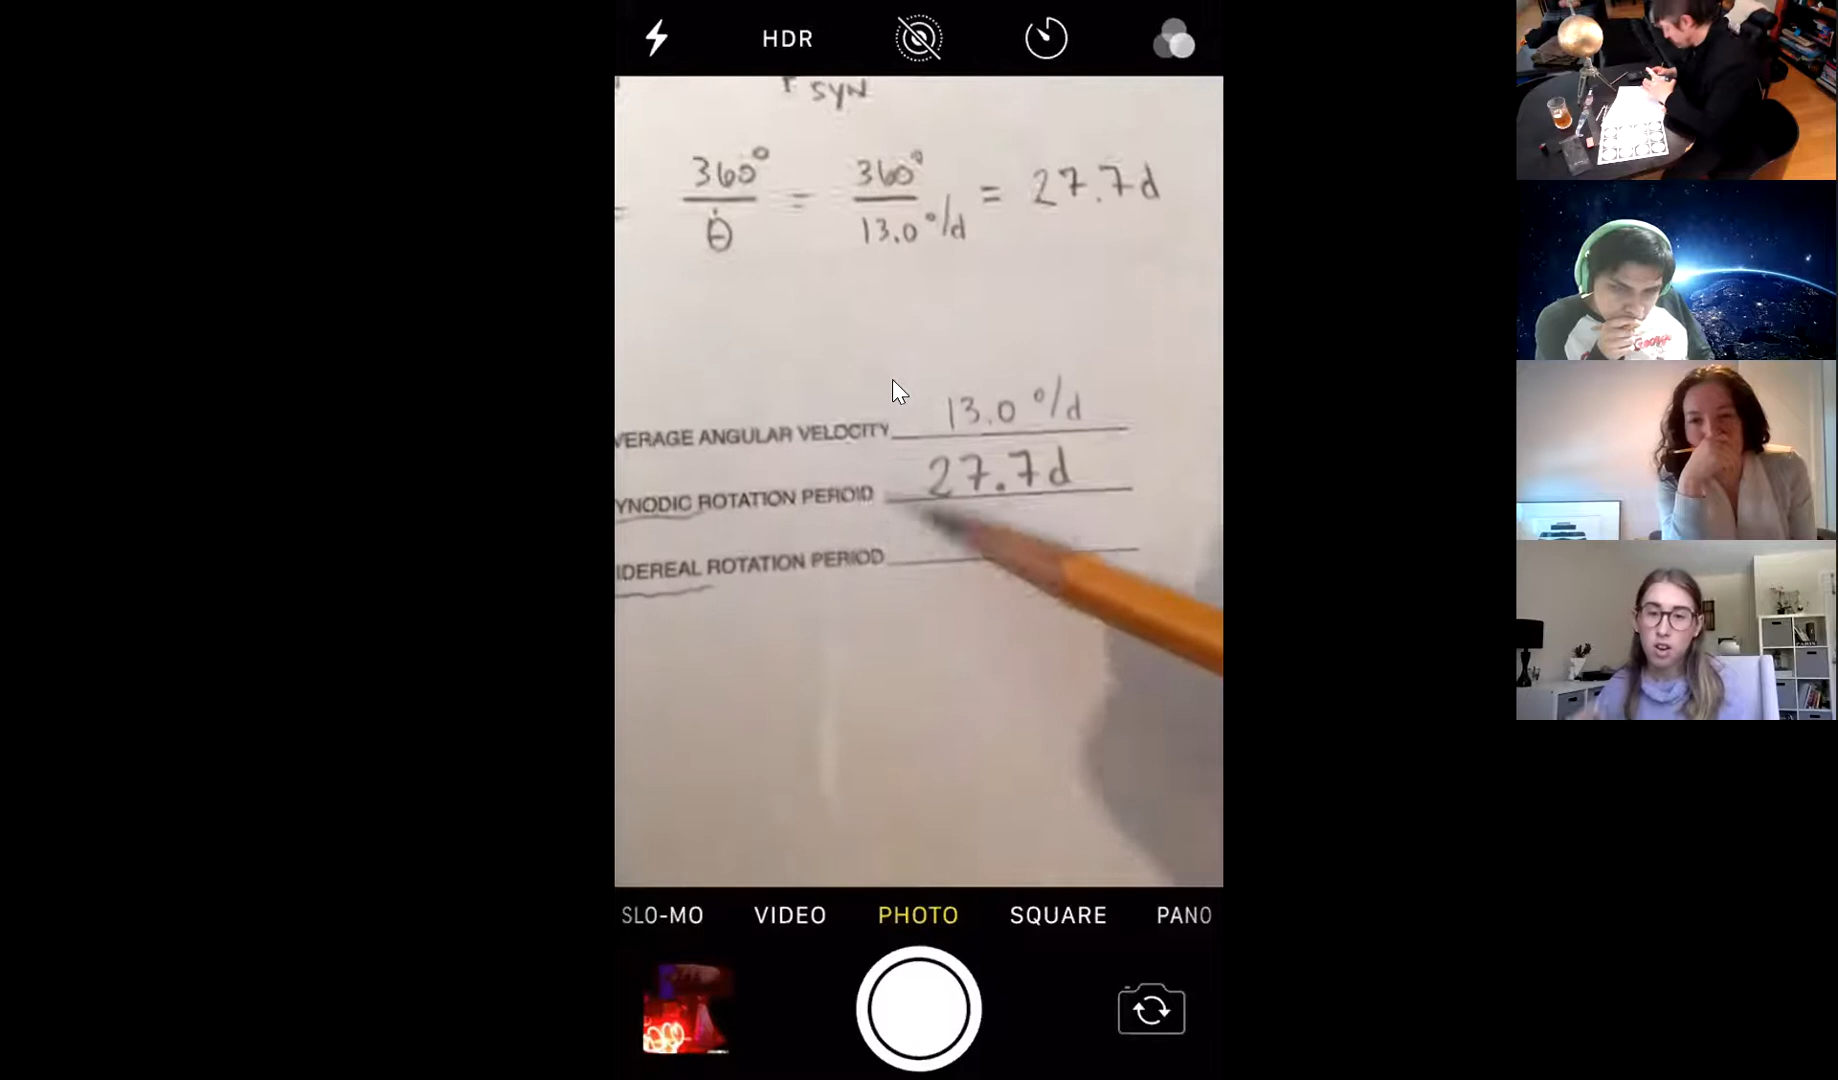 HDR
P SYN
= 360° / θ̇ = 360° / 13.0 °/d = 27.7d
VERAGE ANGULAR VELOCITY 13.0 °/d
YNODIC ROTATION PEROID 27.7d
IDEREAL ROTATION PERIOD
SLO-MO VIDEO PHOTO SQUARE PANO